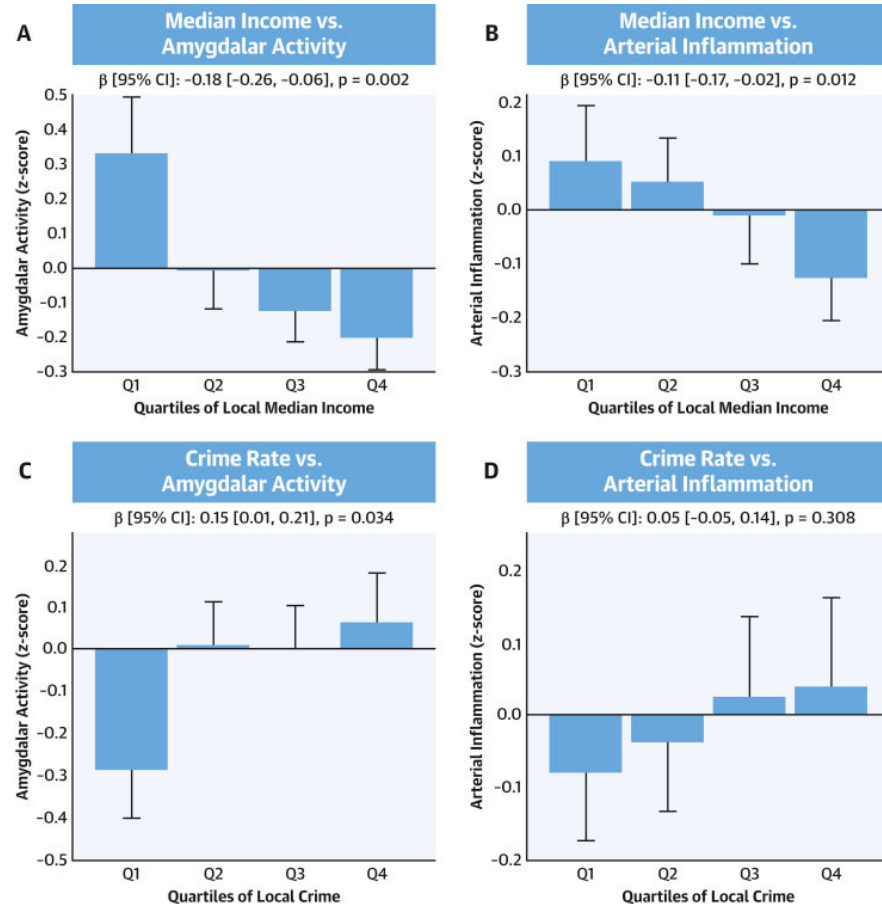 A
Median Income vs.
Amygdalar Activity
β [95% CI]: −0.18 [−0.26, −0.06], p = 0.002
Amygdalar Activity (z-score)
0.5
0.4
0.3
0.2
0.1
0.0
−0.1
−0.2
−0.3
Q1 Q2 Q3 Q4
Quartiles of Local Median Income
B
Median Income vs.
Arterial Inflammation
β [95% CI]: −0.11 [−0.17, −0.02], p = 0.012
Arterial Inflammation (z-score)
0.2
0.1
0.0
−0.1
−0.2
−0.3
Q1 Q2 Q3 Q4
Quartiles of Local Median Income
C
Crime Rate vs.
Amygdalar Activity
β [95% CI]: 0.15 [0.01, 0.21], p = 0.034
Amygdalar Activity (z-score)
0.2
0.1
0.0
−0.1
−0.2
−0.3
−0.4
−0.5
Q1 Q2 Q3 Q4
Quartiles of Local Crime
D
Crime Rate vs.
Arterial Inflammation
β [95% CI]: 0.05 [−0.05, 0.14], p = 0.308
Arterial Inflammation (z-score)
0.2
0.1
0.0
−0.1
−0.2
Q1 Q2 Q3 Q4
Quartiles of Local Crime